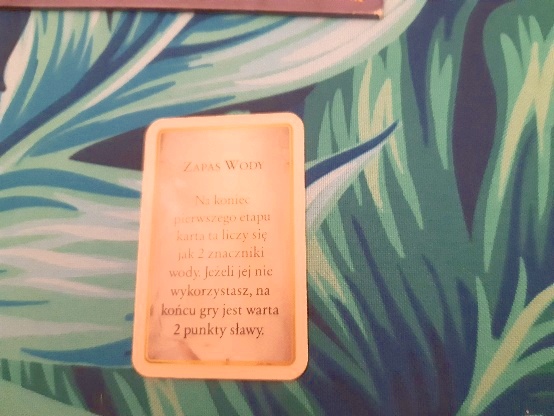 Zapas Wody
Na koniec
pierwszego etapu
karta ta liczy się
jak 2 znaczniki
wody. Jeżeli jej nie
wykorzystasz, na
końcu gry jest warta
2 punkty sławy.